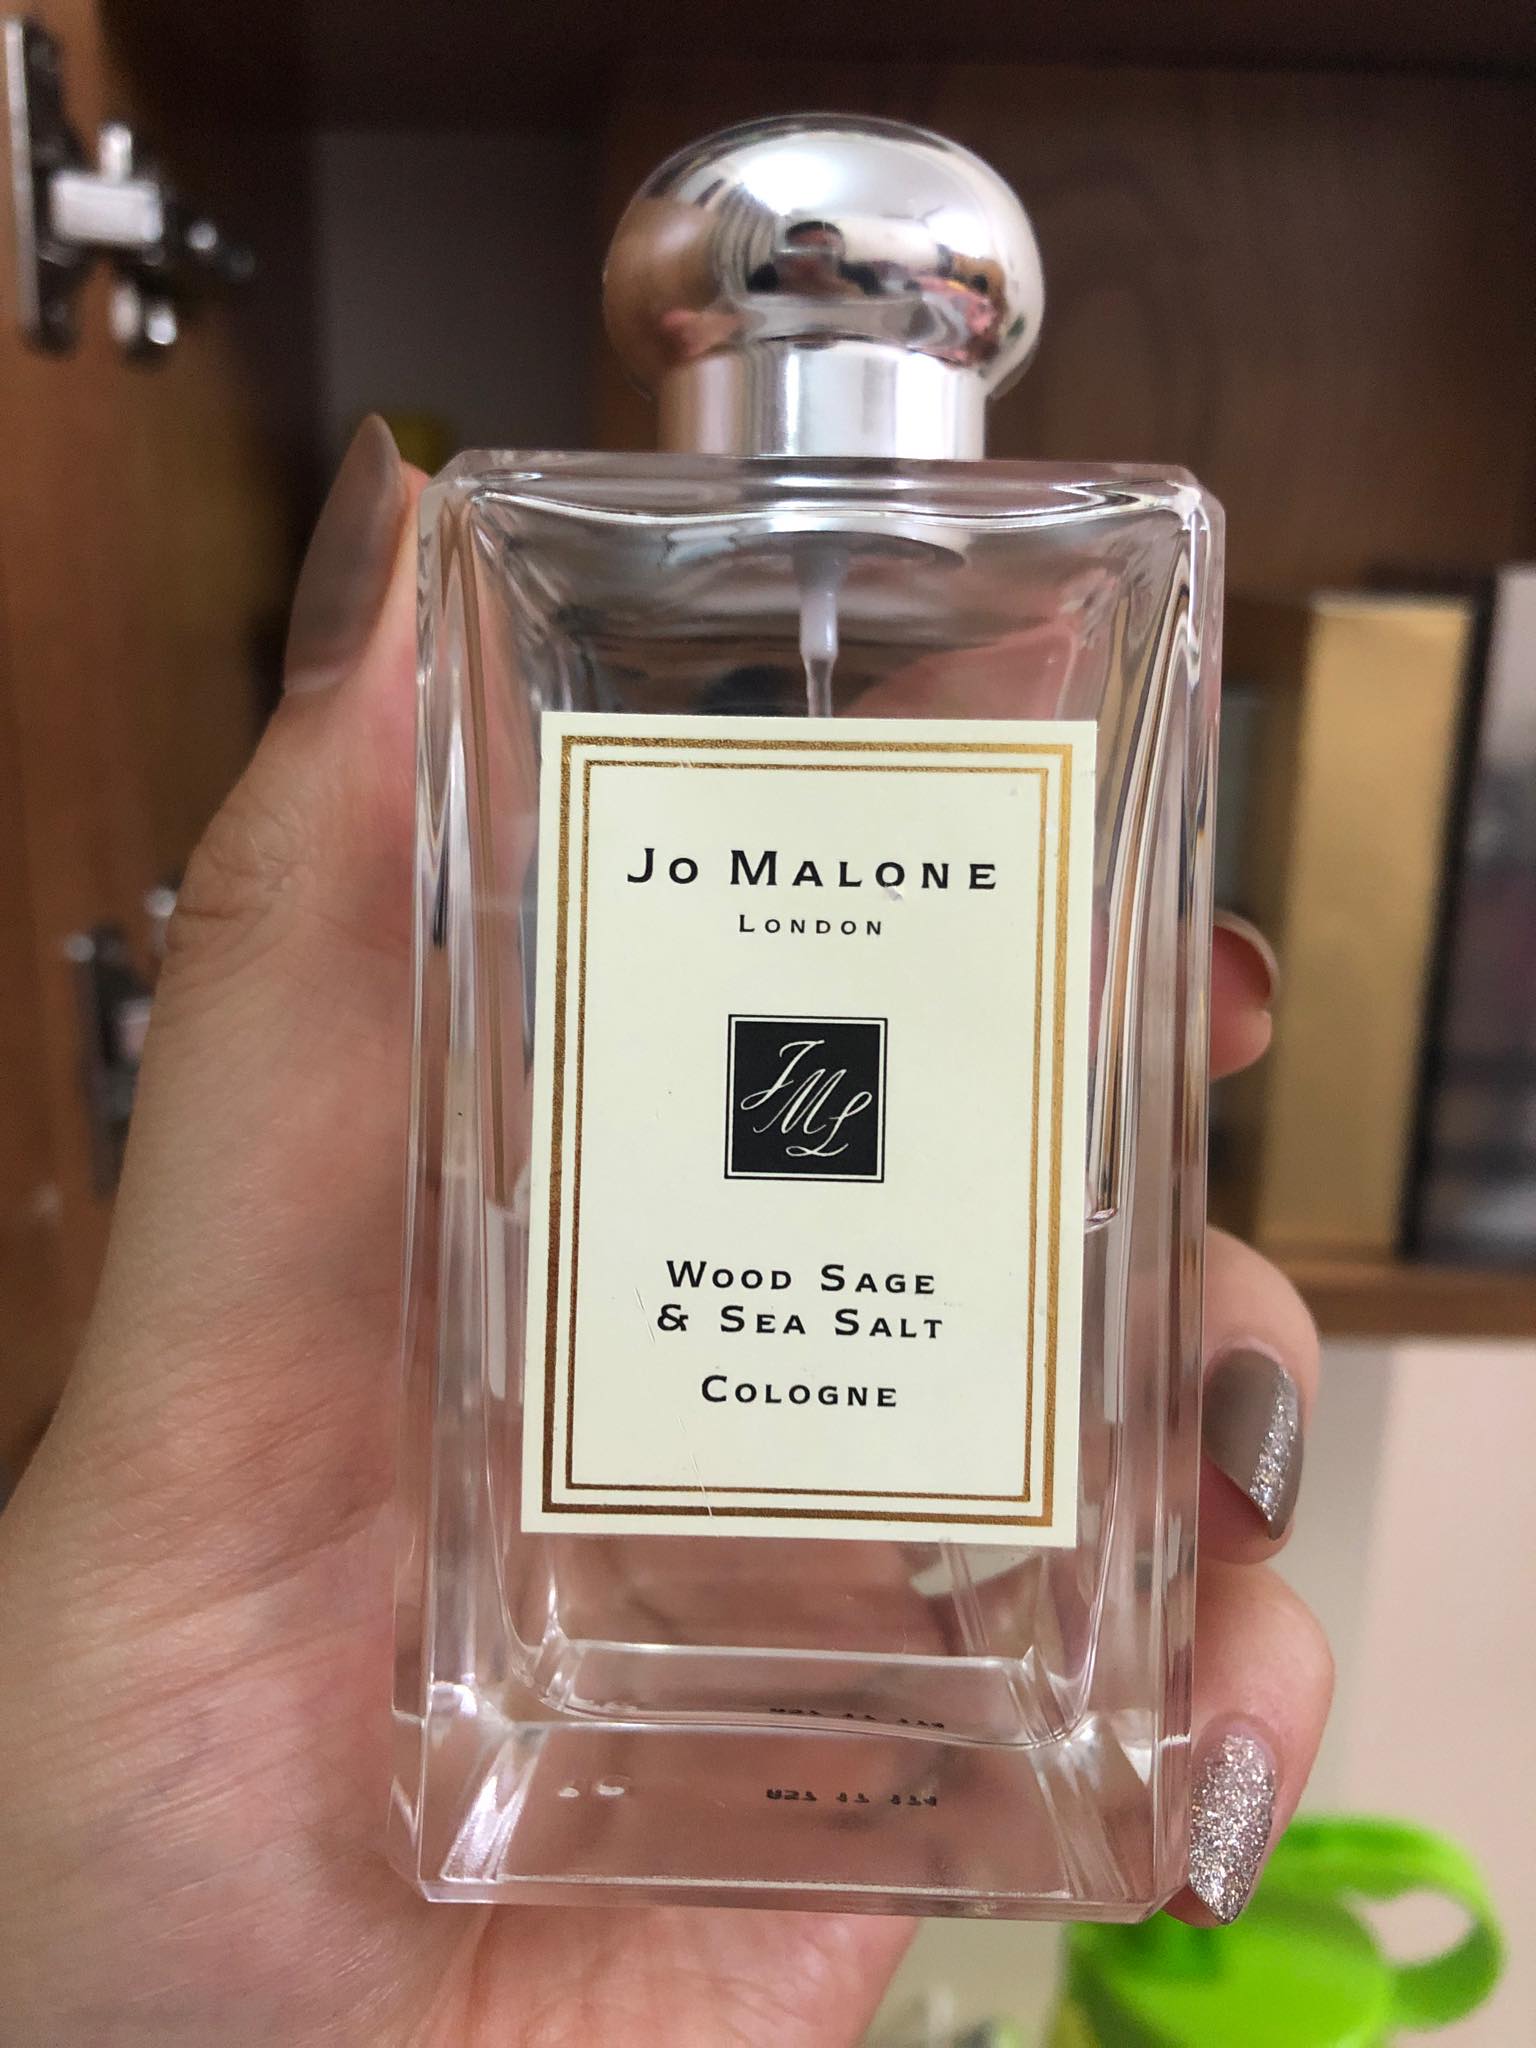 Jo Malone
London
JML
Wood Sage
& Sea Salt
Cologne